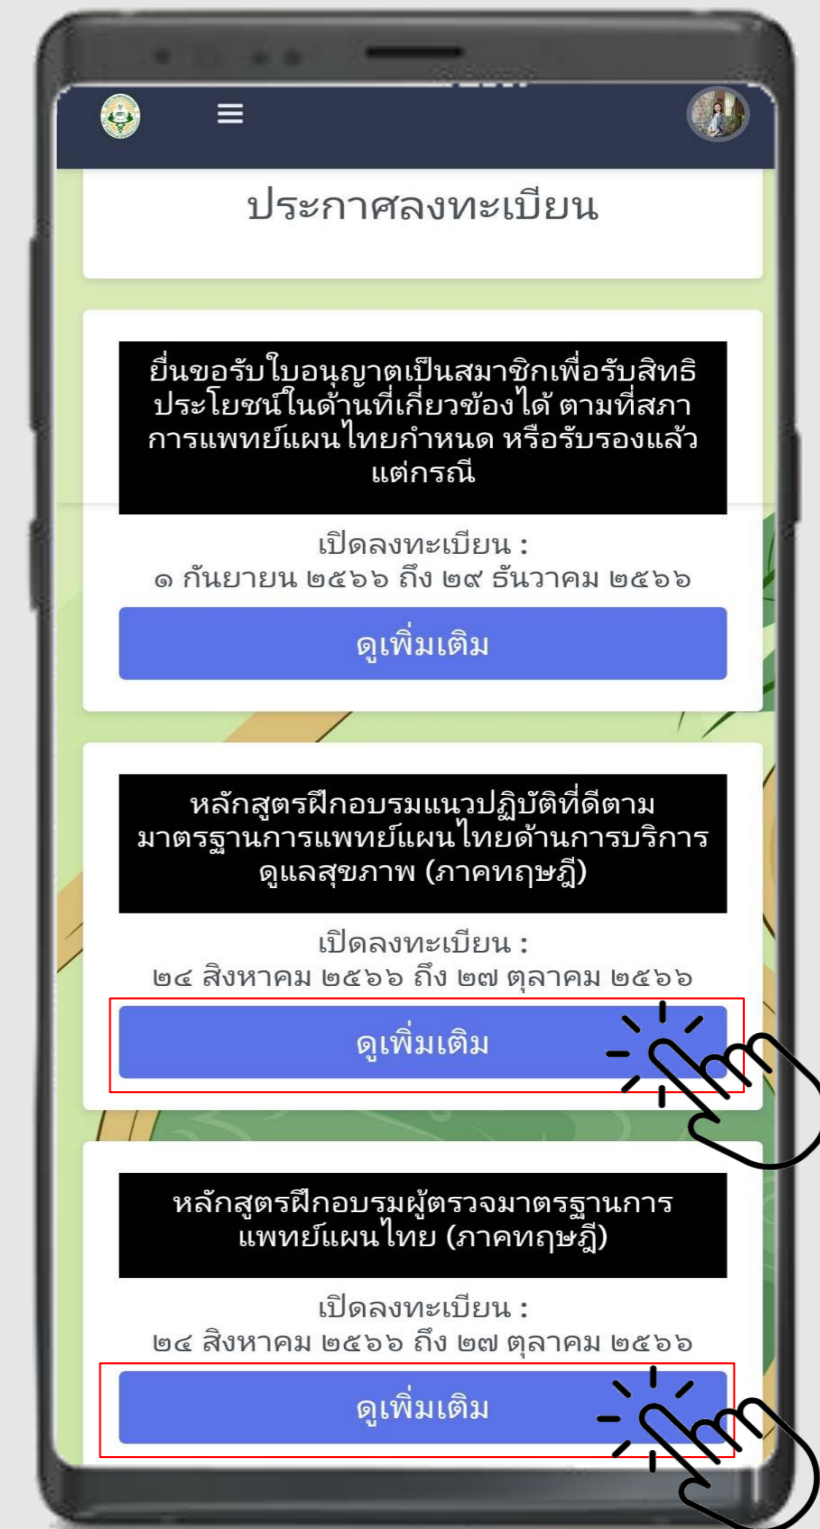 ประกาศลงทะเบียน
ยื่นขอรับใบอนุญาตเป็นสมาชิกเพื่อรับสิทธิ
ประโยชน์ในด้านที่เกี่ยวข้องได้ ตามที่สภา
การแพทย์แผนไทยกำหนด หรือรับรองแล้ว
แต่กรณี
เปิดลงทะเบียน :
๑ กันยายน ๒๕๖๖ ถึง ๒๙ ธันวาคม ๒๕๖๖
ดูเพิ่มเติม
หลักสูตรฝึกอบรมแนวปฏิบัติที่ดีตาม
มาตรฐานการแพทย์แผนไทยด้านการบริการ
ดูแลสุขภาพ (ภาคทฤษฎี)
เปิดลงทะเบียน :
๒๔ สิงหาคม ๒๕๖๖ ถึง ๒๗ ตุลาคม ๒๕๖๖
ดูเพิ่มเติม
หลักสูตรฝึกอบรมผู้ตรวจมาตรฐานการ
แพทย์แผนไทย (ภาคทฤษฎี)
เปิดลงทะเบียน :
๒๔ สิงหาคม ๒๕๖๖ ถึง ๒๗ ตุลาคม ๒๕๖๖
ดูเพิ่มเติม